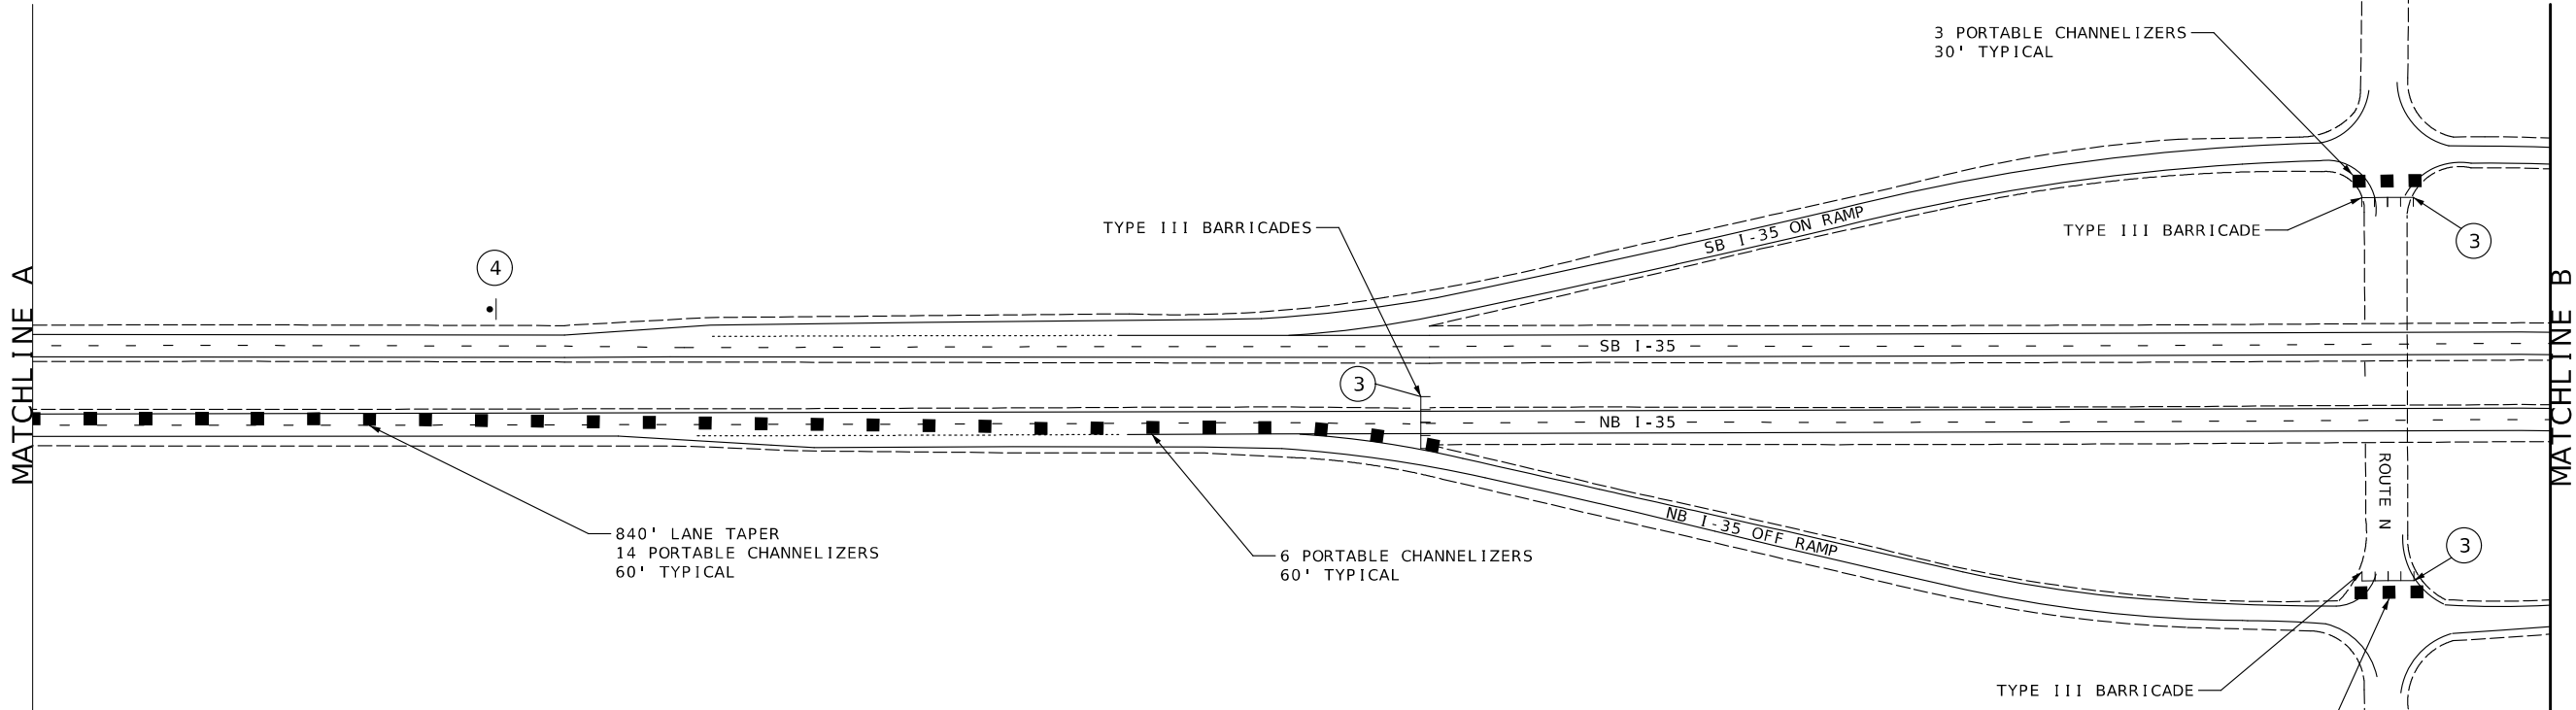 3 PORTABLE CHANNELIZERS
30' TYPICAL
TYPE III BARRICADES
SB I-35 ON RAMP
TYPE III BARRICADE
3
4
MATCHLINE A
MATCHLINE B
SB I-35
3
NB I-35
ROUTE N
840' LANE TAPER
14 PORTABLE CHANNELIZERS
60' TYPICAL
6 PORTABLE CHANNELIZERS
60' TYPICAL
NB I-35 OFF RAMP
3
TYPE III BARRICADE